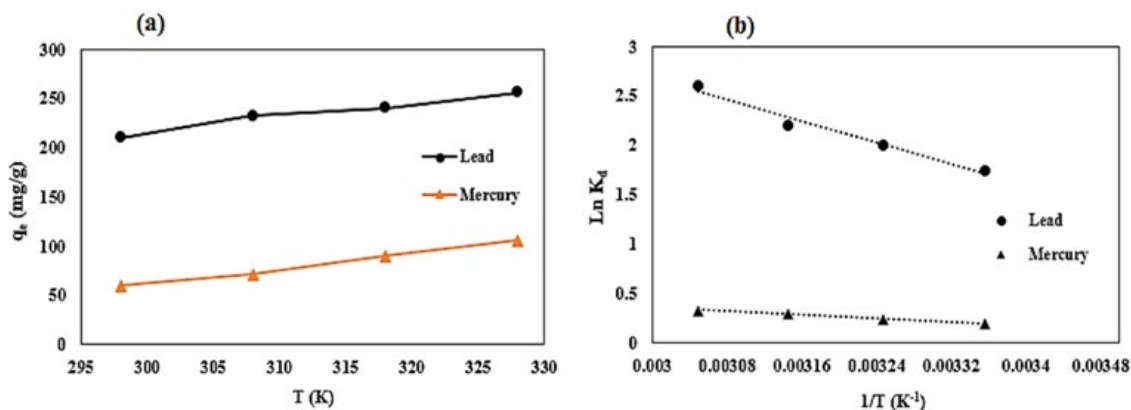 (a)
300
250
200
150
100
50
0
qe (mg/g)
Lead
Mercury
295 300 305 310 315 320 325 330
T (K)
(b)
3
2.5
2
1.5
1
0.5
0
Ln Kd
Lead
Mercury
0.003 0.00308 0.00316 0.00324 0.00332 0.0034 0.00348
1/T (K⁻¹)